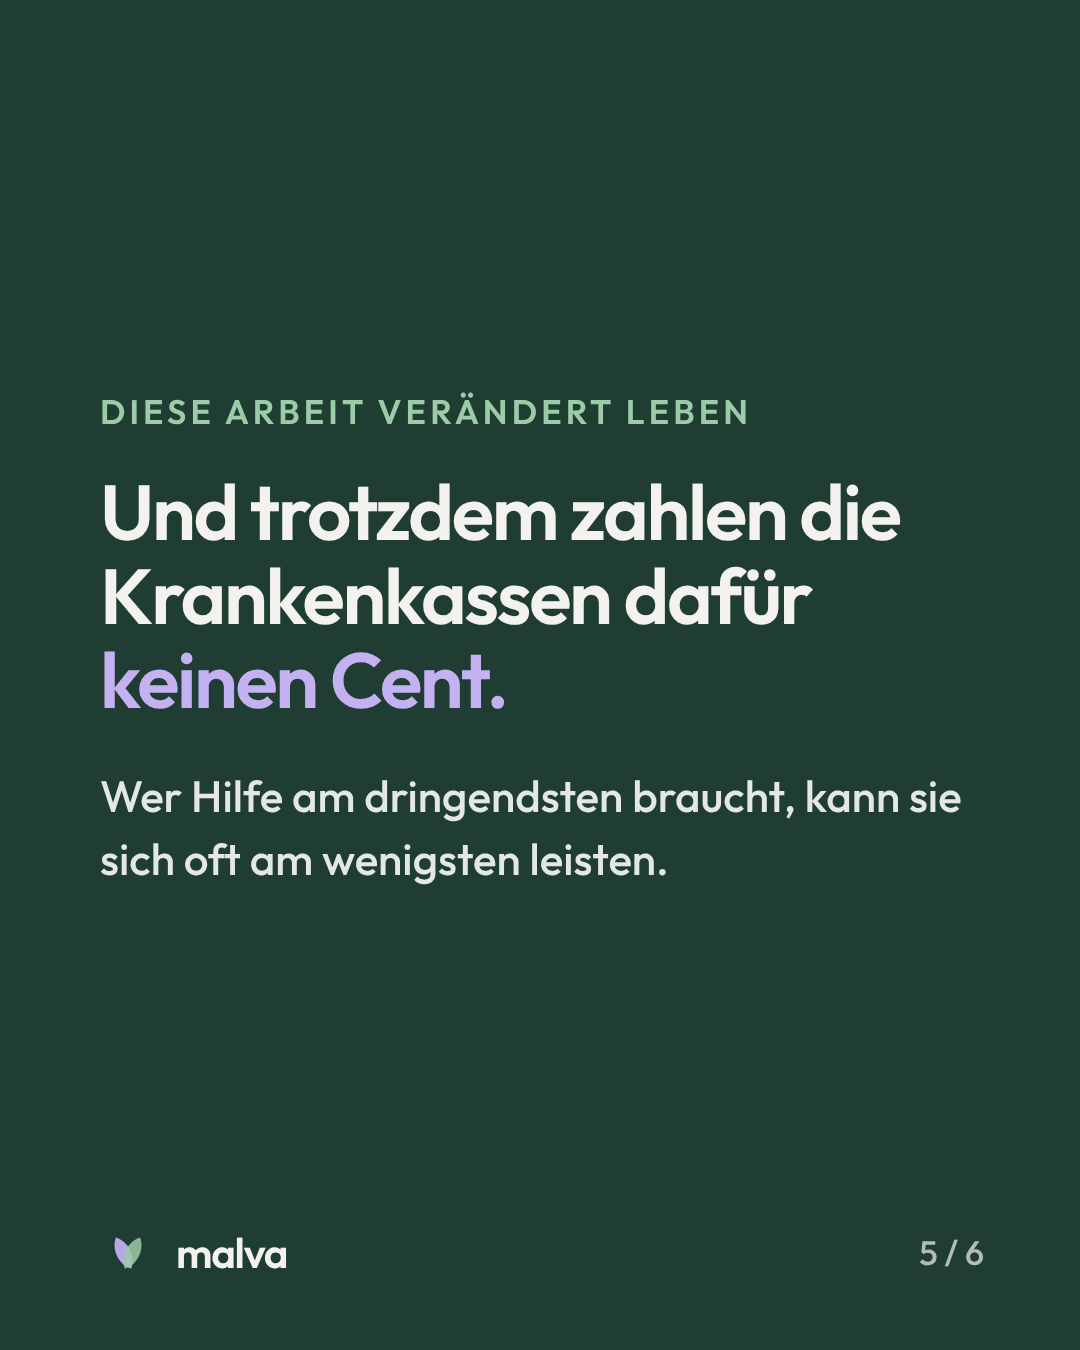 DIESE ARBEIT VERÄNDERT LEBEN
Und trotzdem zahlen die
Krankenkassen dafür
keinen Cent.
Wer Hilfe am dringendsten braucht, kann sie
sich oft am wenigsten leisten.
malva
5 / 6